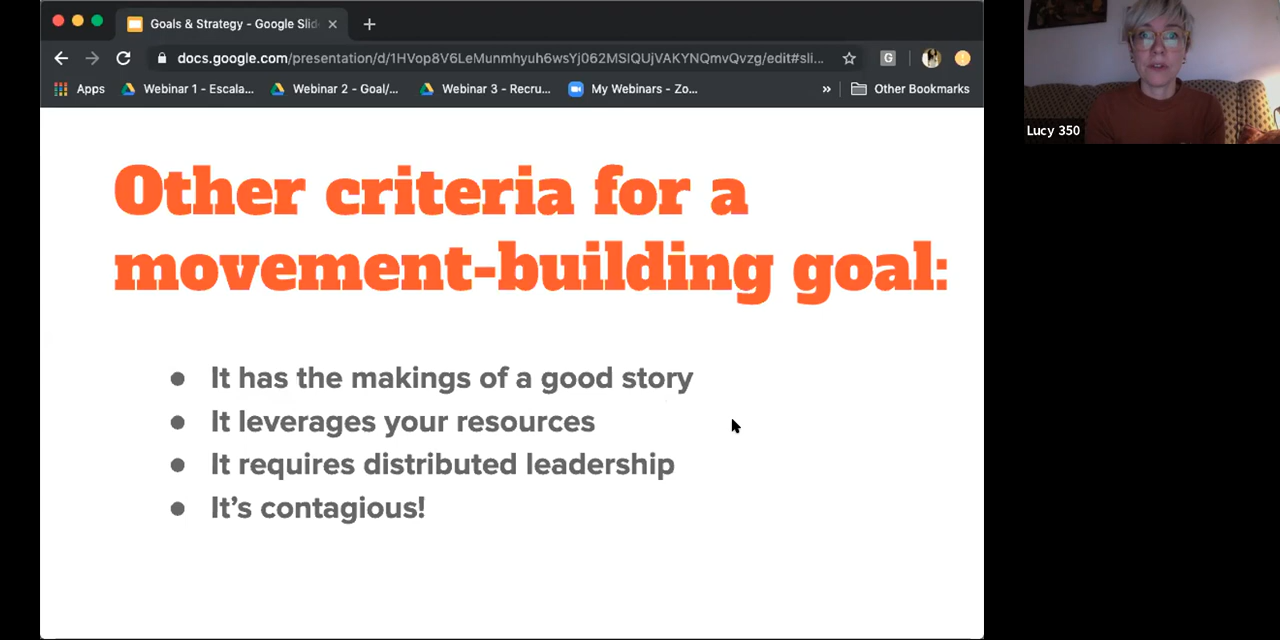 Goals & Strategy - Google Slid
docs.google.com/presentation/d/1HVop8V6LeMunmhyuh6wsYj062MSlQUjVAKYNQmvQvzg/edit#sli...
G
Apps
Webinar 1 - Escala...
Webinar 2 - Goal/...
Webinar 3 - Recru...
My Webinars - Zo...
»
Other Bookmarks
Lucy 350
Other criteria for a
movement-building goal:
● It has the makings of a good story
● It leverages your resources
● It requires distributed leadership
● It’s contagious!